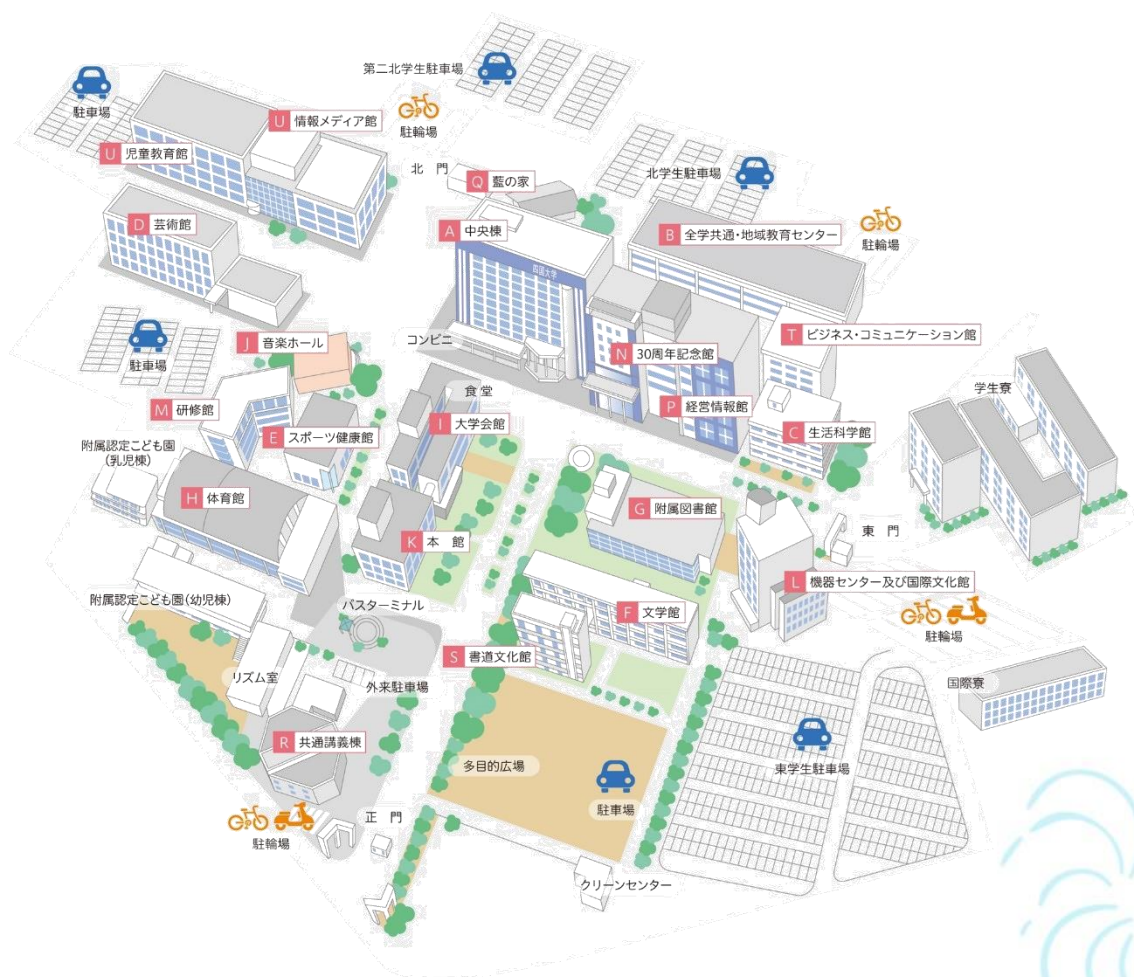 第二北学生駐車場
駐車場
U 情報メディア館
駐輪場
U 児童教育館
北 門
Q 藍の家
北学生駐車場
D 芸術館
A 中央棟
B 全学共通・地域教育センター
駐輪場
四国大学
コンビニ
T ビジネス・コミュニケーション館
駐車場
J 音楽ホール
N 30周年記念館
食 堂
学生寮
M 研修館
P 経営情報館
I 大学会館
C 生活科学館
E スポーツ健康館
附属認定こども園
(乳児棟)
H 体育館
G 附属図書館
K 本 館
東 門
L 機器センター及び国際文化館
附属認定こども園(幼児棟)
バスターミナル
F 文学館
駐輪場
S 書道文化館
リズム室
外来駐車場
国際寮
R 共通講義棟
多目的広場
東学生駐車場
駐車場
正 門
駐輪場
クリーンセンター